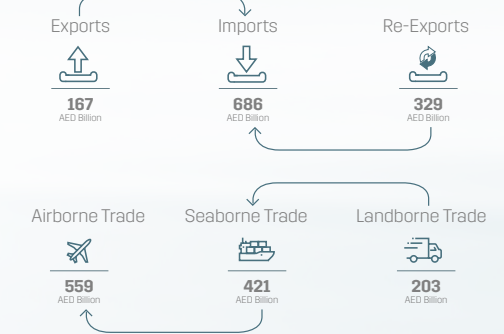 Exports Imports Re-Exports
167 686 329
AED Billion AED Billion AED Billion
Airborne Trade Seaborne Trade Landborne Trade
559 421 203
AED Billion AED Billion AED Billion